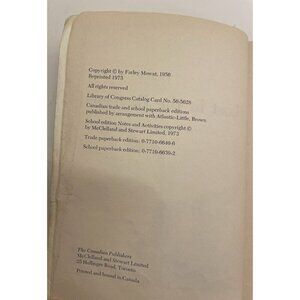 Copyright © by Farley Mowat, 1956
Reprinted 1973
All rights reserved
Library of Congress Catalog Card No. 56-5628
Canadian trade and school paperback editions
published by arrangement with Atlantic-Little, Brown
School edition Notes and Activities copyright ©
by McClelland and Stewart Limited, 1973
Trade paperback edition: 0-7710-6640-6
School paperback edition: 0-7710-6639-2
The Canadian Publishers
McClelland and Stewart Limited
25 Hollinger Road, Toronto
Printed and bound in Canada